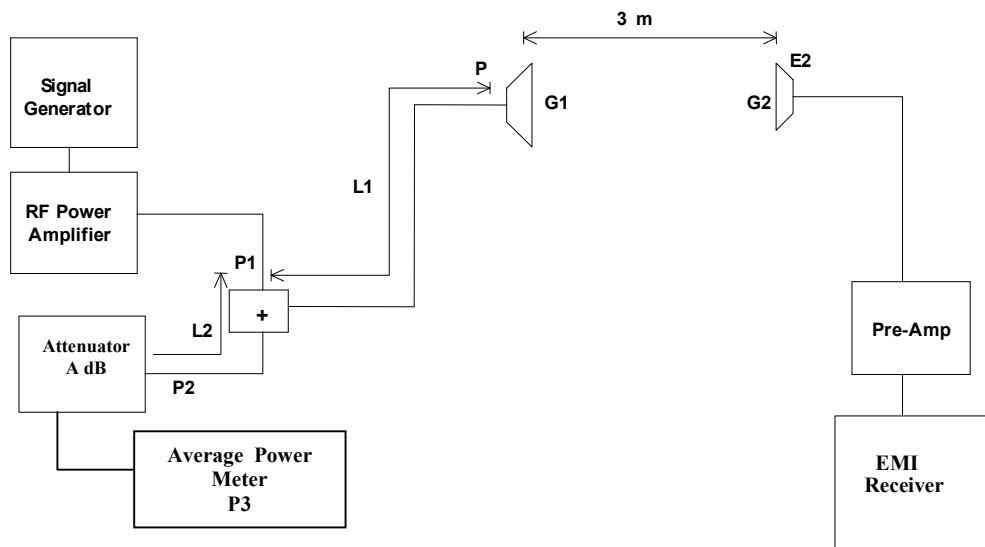 3 m
Signal
Generator
P
E2
G1
G2
L1
RF Power
Amplifier
P1
+
L2
Attenuator
A dB
P2
Pre-Amp
Average Power
Meter
P3
EMI
Receiver